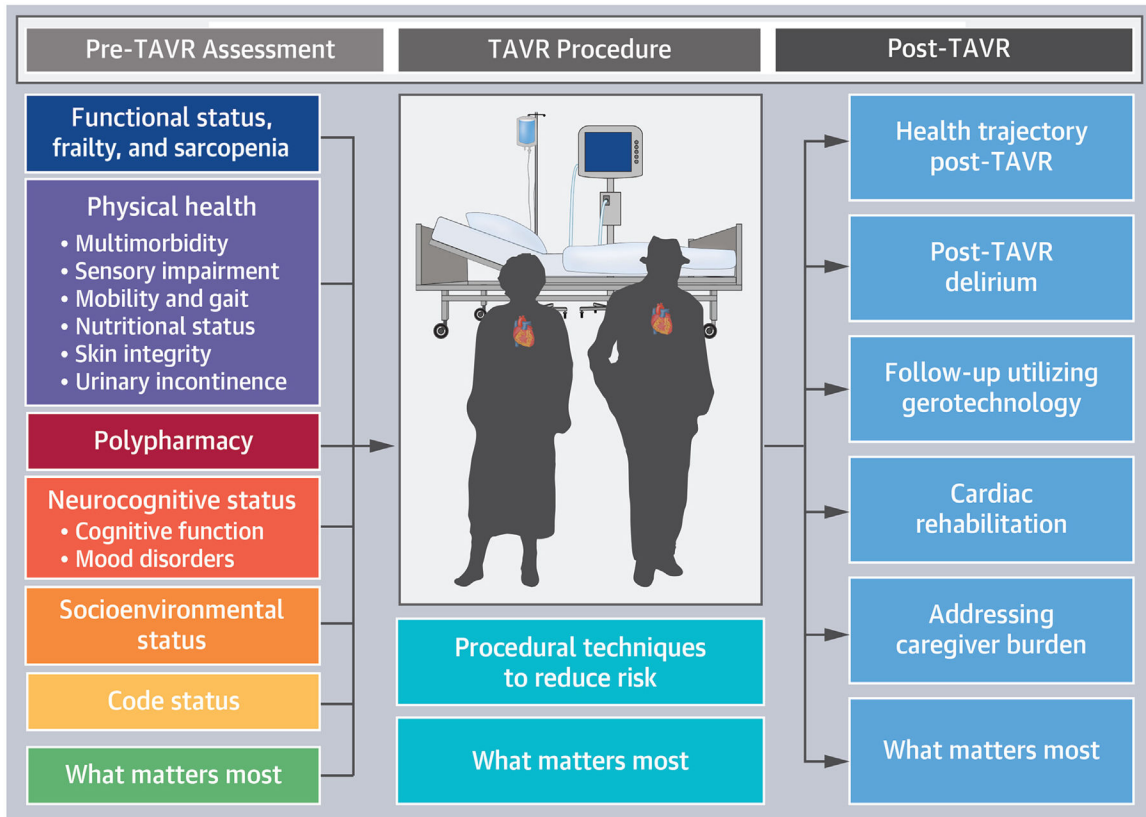 Pre-TAVR Assessment
TAVR Procedure
Post-TAVR
Functional status,
frailty, and sarcopenia
Physical health
• Multimorbidity
• Sensory impairment
• Mobility and gait
• Nutritional status
• Skin integrity
• Urinary incontinence
Polypharmacy
Neurocognitive status
• Cognitive function
• Mood disorders
Socioenvironmental
status
Code status
What matters most
Procedural techniques
to reduce risk
What matters most
Health trajectory
post-TAVR
Post-TAVR
delirium
Follow-up utilizing
gerotechnology
Cardiac
rehabilitation
Addressing
caregiver burden
What matters most